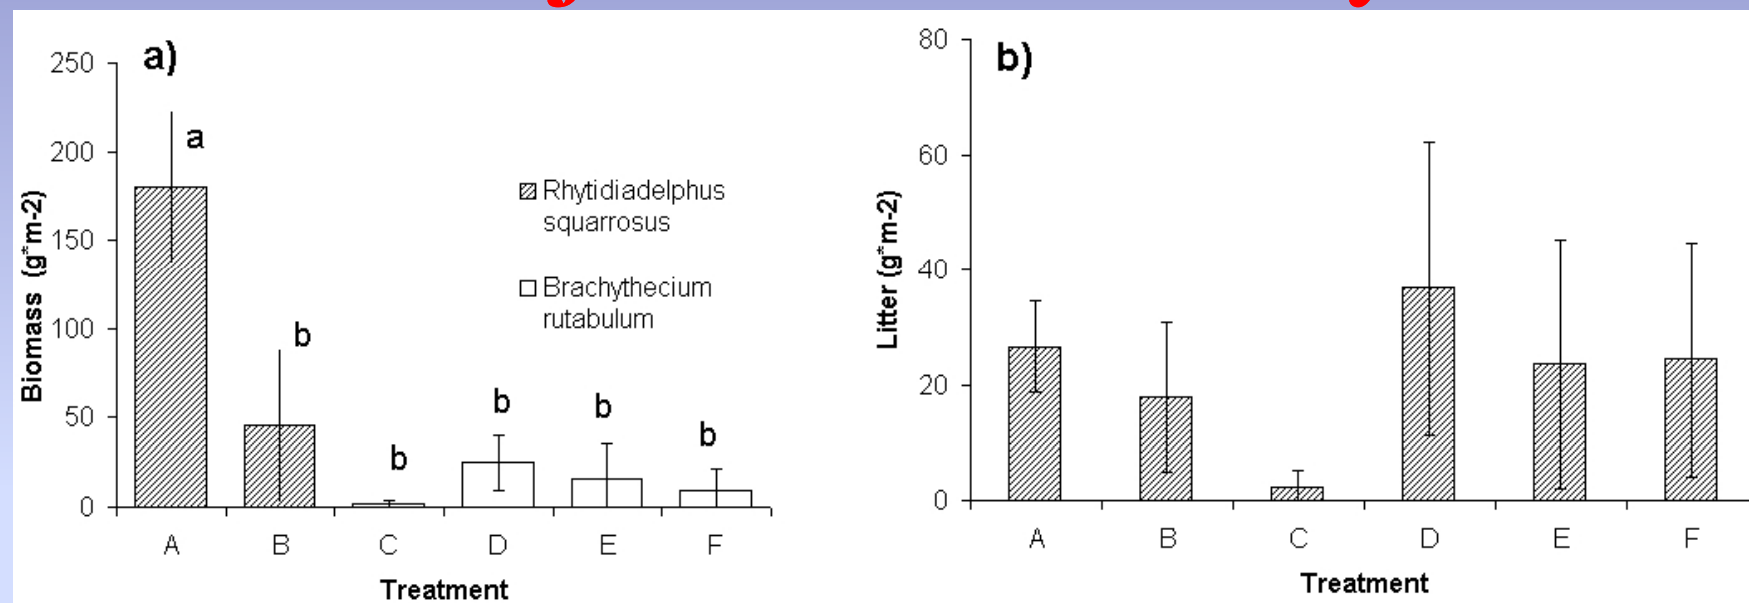 a)
250
200
150
100
50
0
Biomass (g*m-2)
a
b
b
b
b
b
Rhytidiadelphus
squarrosus
Brachythecium
rutabulum
A B C D E F
Treatment
b)
80
60
40
20
0
Litter (g*m-2)
A B C D E F
Treatment